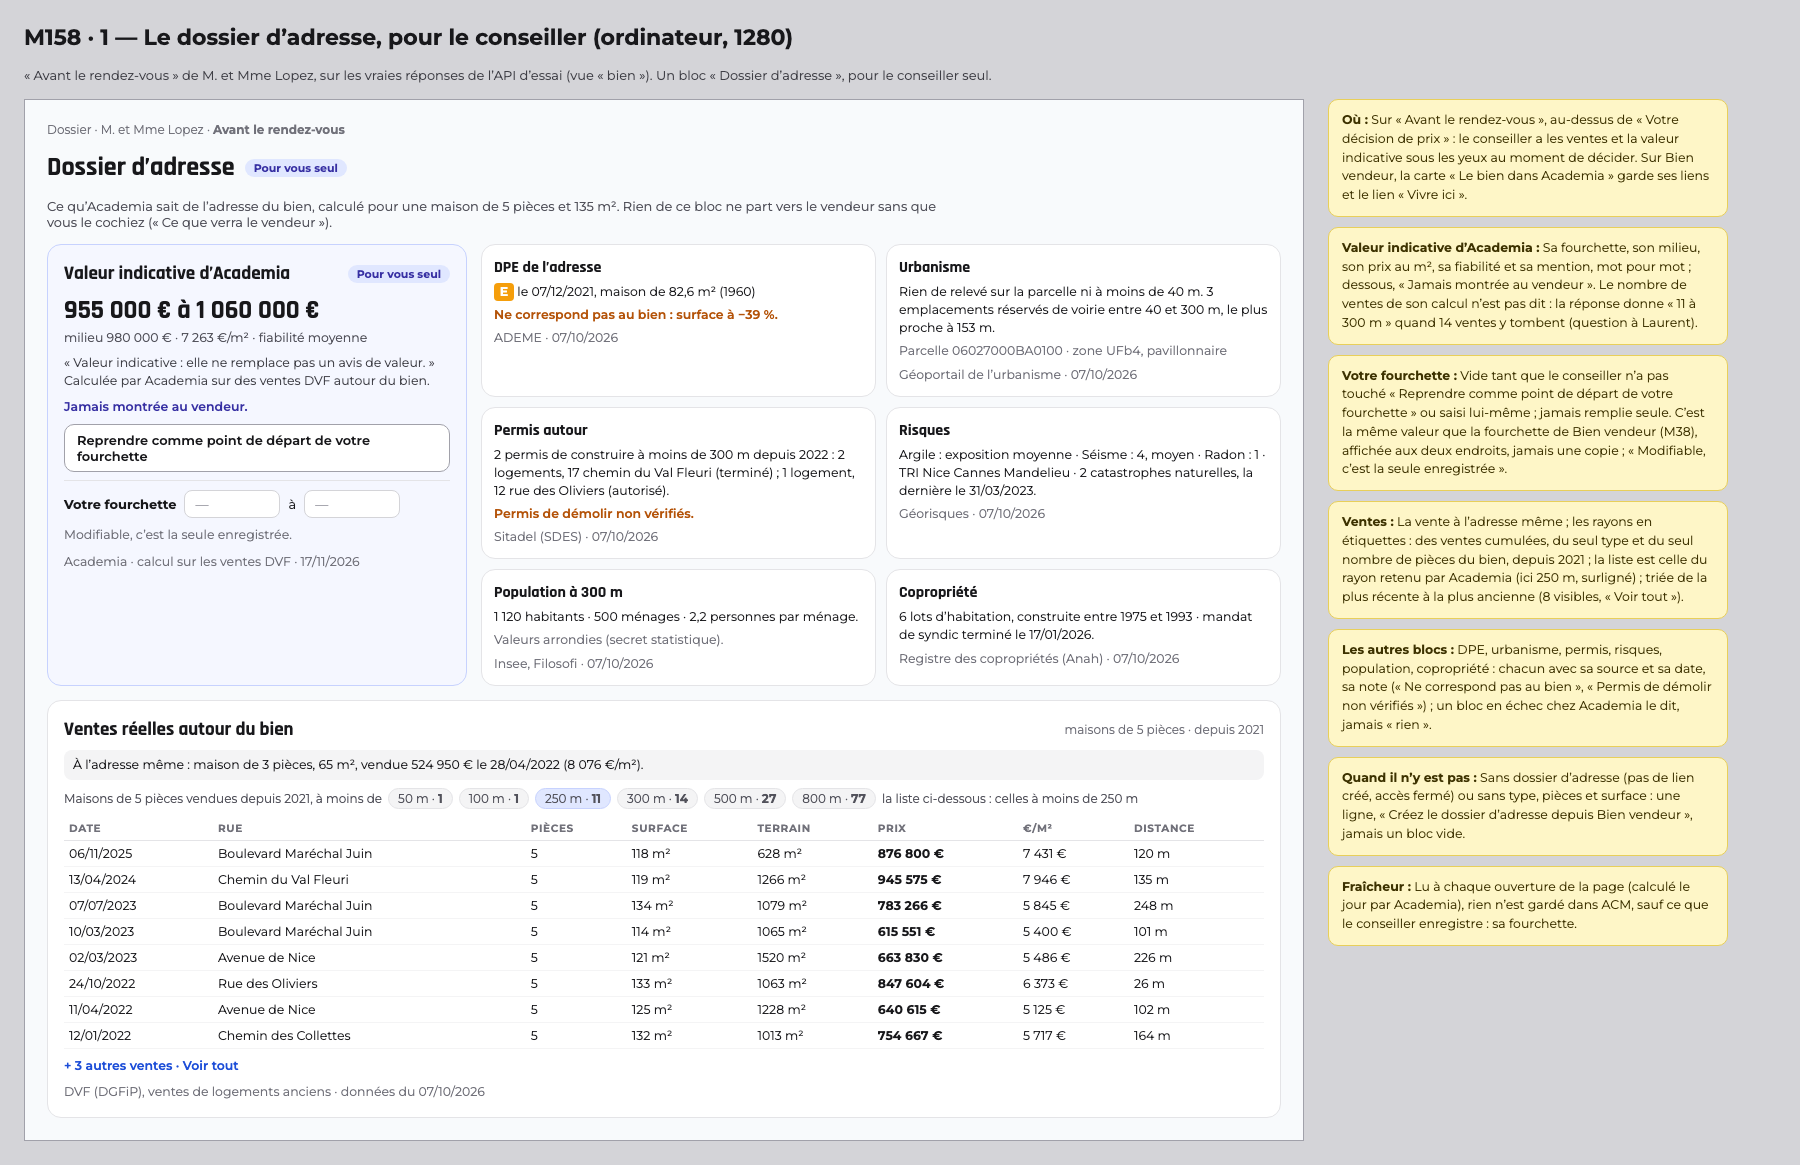 M158 · 1 — Le dossier d’adresse, pour le conseiller (ordinateur, 1280)
« Avant le rendez-vous » de M. et Mme Lopez, sur les vraies réponses de l’API d’essai (vue « bien »). Un bloc « Dossier d’adresse », pour le conseiller seul.
Dossier · M. et Mme Lopez · Avant le rendez-vous
Dossier d’adresse Pour vous seul
Ce qu’Academia sait de l’adresse du bien, calculé pour une maison de 5 pièces et 135 m². Rien de ce bloc ne part vers le vendeur sans que
vous le cochiez (« Ce que verra le vendeur »).
Valeur indicative d’Academia Pour vous seul
955 000 € à 1 060 000 €
milieu 980 000 € · 7 263 €/m² · fiabilité moyenne
« Valeur indicative : elle ne remplace pas un avis de valeur. »
Calculée par Academia sur des ventes DVF autour du bien.
Jamais montrée au vendeur.
Reprendre comme point de départ de votre
fourchette
Votre fourchette — à —
Modifiable, c’est la seule enregistrée.
Academia · calcul sur les ventes DVF · 17/11/2026
DPE de l’adresse
E le 07/12/2021, maison de 82,6 m² (1960)
Ne correspond pas au bien : surface à −39 %.
ADEME · 07/10/2026
Urbanisme
Rien de relevé sur la parcelle ni à moins de 40 m. 3
emplacements réservés de voirie entre 40 et 300 m, le plus
proche à 153 m.
Parcelle 06027000BA0100 · zone UFb4, pavillonnaire
Géoportail de l’urbanisme · 07/10/2026
Permis autour
2 permis de construire à moins de 300 m depuis 2022 : 2
logements, 17 chemin du Val Fleuri (terminé) ; 1 logement,
12 rue des Oliviers (autorisé).
Permis de démolir non vérifiés.
Sitadel (SDES) · 07/10/2026
Risques
Argile : exposition moyenne · Séisme : 4, moyen · Radon : 1 ·
TRI Nice Cannes Mandelieu · 2 catastrophes naturelles, la
dernière le 31/03/2023.
Géorisques · 07/10/2026
Population à 300 m
1 120 habitants · 500 ménages · 2,2 personnes par ménage.
Valeurs arrondies (secret statistique).
Insee, Filosofi · 07/10/2026
Copropriété
6 lots d’habitation, construite entre 1975 et 1993 · mandat
de syndic terminé le 17/01/2026.
Registre des copropriétés (Anah) · 07/10/2026
Ventes réelles autour du bien maisons de 5 pièces · depuis 2021
À l’adresse même : maison de 3 pièces, 65 m², vendue 524 950 € le 28/04/2022 (8 076 €/m²).
Maisons de 5 pièces vendues depuis 2021, à moins de 50 m · 1 100 m · 1 250 m · 11 300 m · 14 500 m · 27 800 m · 77 la liste ci-dessous : celles à moins de 250 m
DATE RUE PIÈCES SURFACE TERRAIN PRIX €/M² DISTANCE
06/11/2025 Boulevard Maréchal Juin 5 118 m² 628 m² 876 800 € 7 431 € 120 m
13/04/2024 Chemin du Val Fleuri 5 119 m² 1266 m² 945 575 € 7 946 € 135 m
07/07/2023 Boulevard Maréchal Juin 5 134 m² 1079 m² 783 266 € 5 845 € 248 m
10/03/2023 Boulevard Maréchal Juin 5 114 m² 1065 m² 615 551 € 5 400 € 101 m
02/03/2023 Avenue de Nice 5 121 m² 1520 m² 663 830 € 5 486 € 226 m
24/10/2022 Rue des Oliviers 5 133 m² 1063 m² 847 604 € 6 373 € 26 m
11/04/2022 Avenue de Nice 5 125 m² 1228 m² 640 615 € 5 125 € 102 m
12/01/2022 Chemin des Collettes 5 132 m² 1013 m² 754 667 € 5 717 € 164 m
+ 3 autres ventes · Voir tout
DVF (DGFiP), ventes de logements anciens · données du 07/10/2026
Où : Sur « Avant le rendez-vous », au-dessus de « Votre
décision de prix » : le conseiller a les ventes et la valeur
indicative sous les yeux au moment de décider. Sur Bien
vendeur, la carte « Le bien dans Academia » garde ses liens
et le lien « Vivre ici ».
Valeur indicative d’Academia : Sa fourchette, son milieu,
son prix au m², sa fiabilité et sa mention, mot pour mot ;
dessous, « Jamais montrée au vendeur ». Le nombre de
ventes de son calcul n’est pas dit : la réponse donne « 11 à
300 m » quand 14 ventes y tombent (question à Laurent).
Votre fourchette : Vide tant que le conseiller n’a pas
touché « Reprendre comme point de départ de votre
fourchette » ou saisi lui-même ; jamais remplie seule. C’est
la même valeur que la fourchette de Bien vendeur (M38),
affichée aux deux endroits, jamais une copie ; « Modifiable,
c’est la seule enregistrée ».
Ventes : La vente à l’adresse même ; les rayons en
étiquettes : des ventes cumulées, du seul type et du seul
nombre de pièces du bien, depuis 2021 ; la liste est celle du
rayon retenu par Academia (ici 250 m, surligné) ; triée de la
plus récente à la plus ancienne (8 visibles, « Voir tout »).
Les autres blocs : DPE, urbanisme, permis, risques,
population, copropriété : chacun avec sa source et sa date,
sa note (« Ne correspond pas au bien », « Permis de démolir
non vérifiés ») ; un bloc en échec chez Academia le dit,
jamais « rien ».
Quand il n’y est pas : Sans dossier d’adresse (pas de lien
créé, accès fermé) ou sans type, pièces et surface : une
ligne, « Créez le dossier d’adresse depuis Bien vendeur »,
jamais un bloc vide.
Fraîcheur : Lu à chaque ouverture de la page (calculé le
jour par Academia), rien n’est gardé dans ACM, sauf ce que
le conseiller enregistre : sa fourchette.